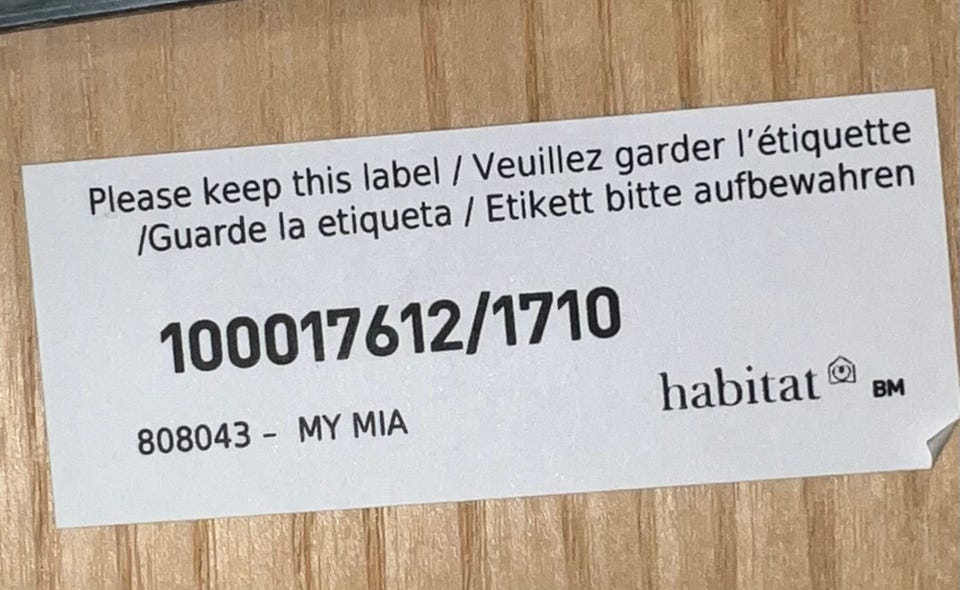 Please keep this label / Veuillez garder l'étiquette
/Guarde la etiqueta / Etikett bitte aufbewahren
100017612/1710
habitat BM
808043 - MY MIA